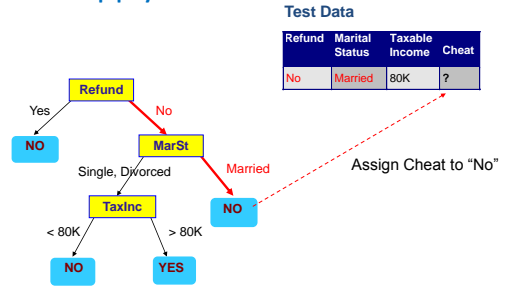 Test Data
Refund Marital Status Taxable Income Cheat
No Married 80K ?
Refund
Yes No
NO
MarSt
Single, Divorced Married
Assign Cheat to “No”
TaxInc
NO
< 80K > 80K
NO YES